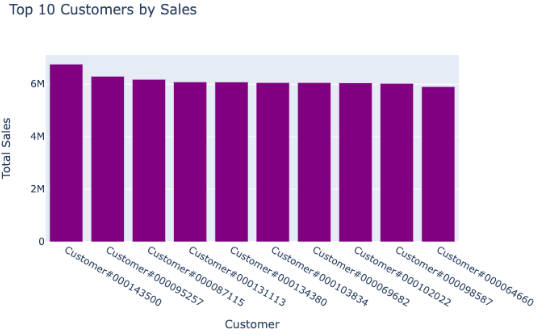 Top 10 Customers by Sales
Total Sales
6M
4M
2M
0
Customer#000143500
Customer#000095257
Customer#000087115
Customer#000131113
Customer#000134380
Customer#000103834
Customer#000069682
Customer#000102022
Customer#000098587
Customer#000064660
Customer